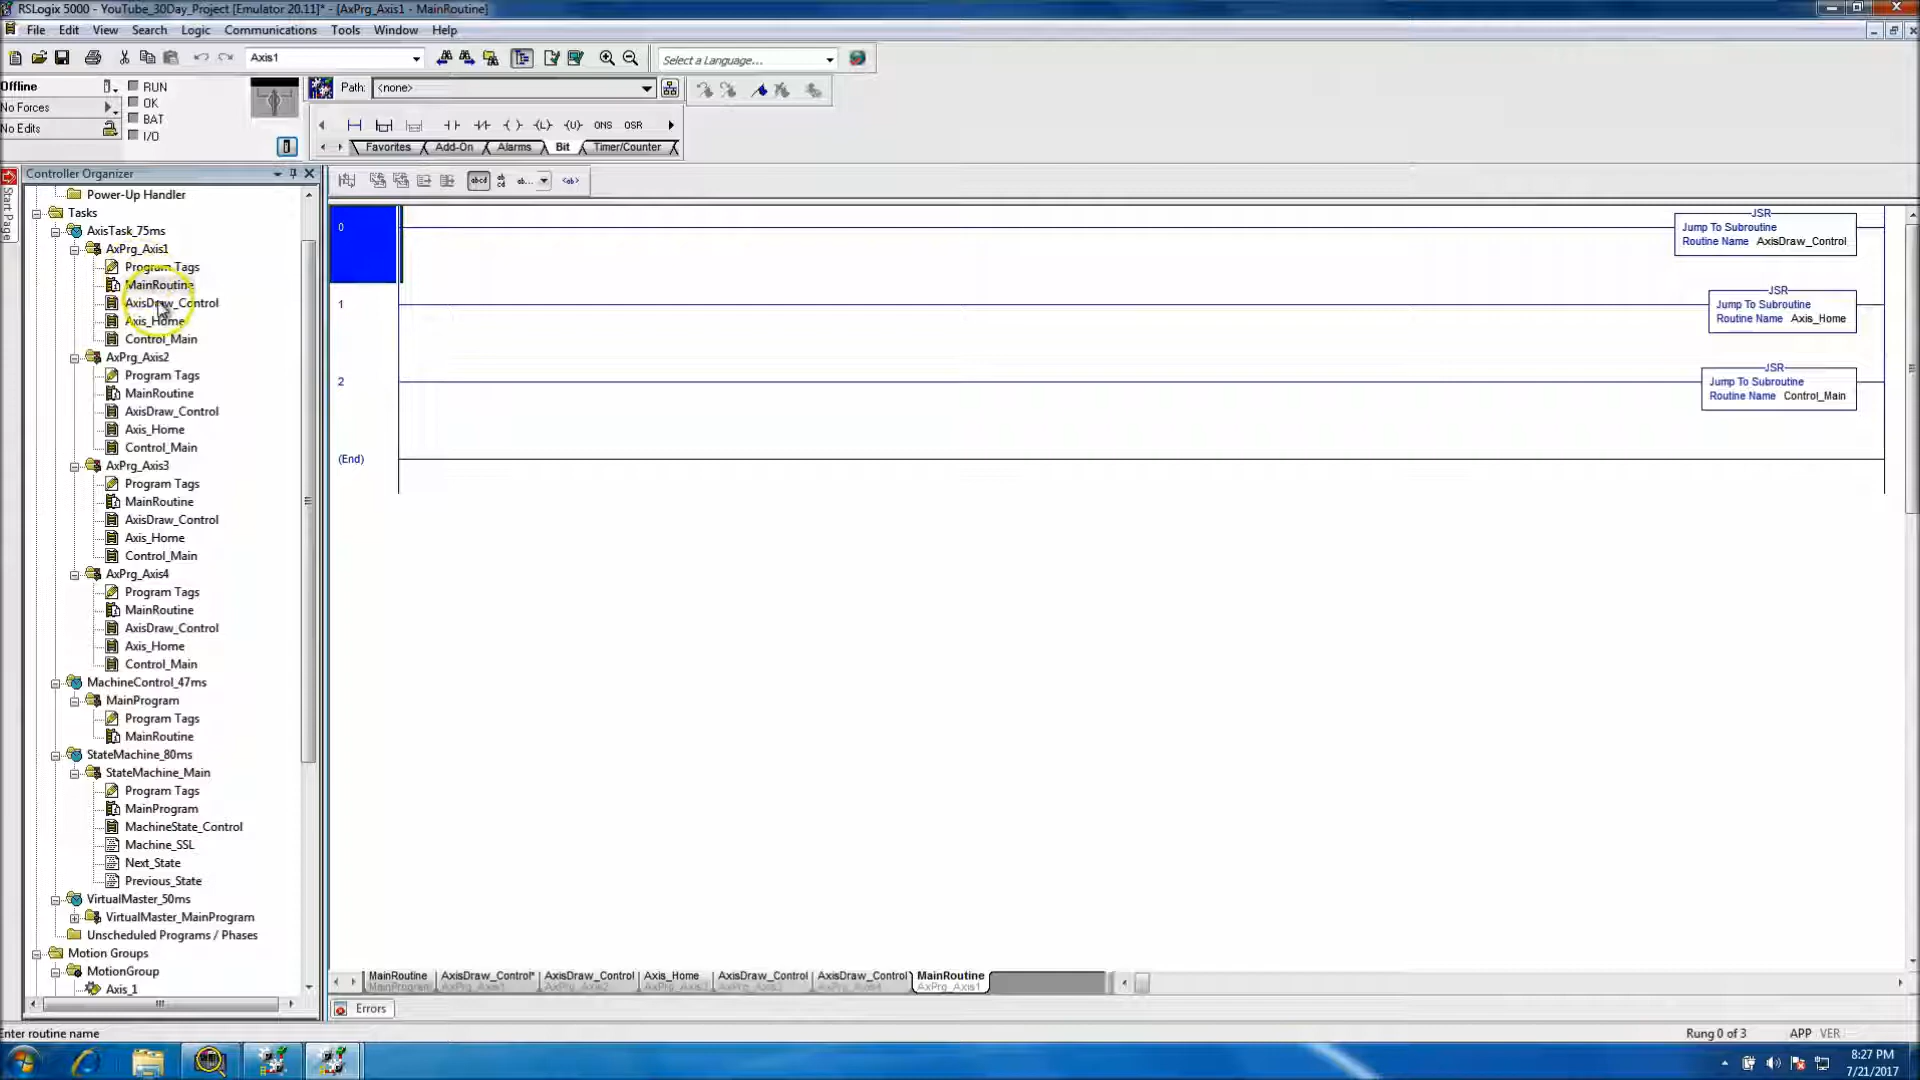 RSLogix 5000 - YouTube_30Day_Project [Emulator 20.11]* - [AxPrg_Axis1 - MainRoutine]
File Edit View Search Logic Communications Tools Window Help
Axis1
Select a Language...
Offline
RUN
No Forces
OK
No Edits
BAT
I/O
Path: <none>
ONS OSR
Favorites Add-On Alarms Bit Timer/Counter
Start Page
Controller Organizer
Power-Up Handler
Tasks
AxisTask_75ms
AxPrg_Axis1
Program Tags
MainRoutine
AxisDraw_Control
Axis_Home
Control_Main
AxPrg_Axis2
Program Tags
MainRoutine
AxisDraw_Control
Axis_Home
Control_Main
AxPrg_Axis3
Program Tags
MainRoutine
AxisDraw_Control
Axis_Home
Control_Main
AxPrg_Axis4
Program Tags
MainRoutine
AxisDraw_Control
Axis_Home
Control_Main
MachineControl_47ms
MainProgram
Program Tags
MainRoutine
StateMachine_80ms
StateMachine_Main
Program Tags
MainProgram
MachineState_Control
Machine_SSL
Next_State
Previous_State
VirtualMaster_50ms
VirtualMaster_MainProgram
Unscheduled Programs / Phases
Motion Groups
MotionGroup
Axis_1
0
JSR
Jump To Subroutine
Routine Name AxisDraw_Control
1
JSR
Jump To Subroutine
Routine Name Axis_Home
2
JSR
Jump To Subroutine
Routine Name Control_Main
(End)
MainRoutine AxisDraw_Control* AxisDraw_Control Axis_Home AxisDraw_Control AxisDraw_Control MainRoutine
MainProgram AxPrg_Axis1 AxPrg_Axis2 AxPrg_Axis1
Errors
Enter routine name
Rung 0 of 3 APP VER
8:27 PM
7/21/2017